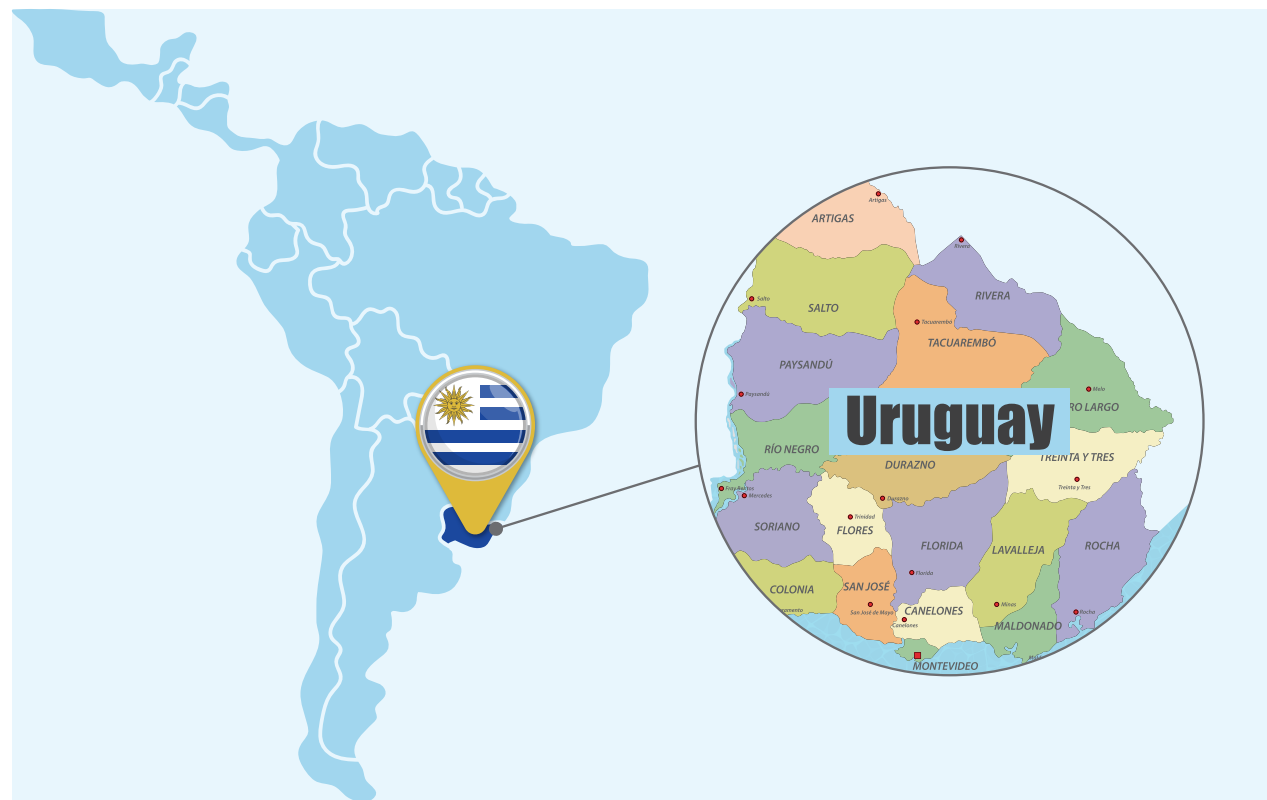 Artigas
ARTIGAS
Rivera
RIVERA
Salto
SALTO
Tacuarembó
TACUAREMBÓ
PAYSANDÚ
Paysandú
Melo
RO LARGO
Uruguay
RÍO NEGRO
DURAZNO
TREINTA Y TRES
Treinta y Tres
Fray Bentos
Mercedes
Durazno
SORIANO
Trinidad
FLORES
FLORIDA
LAVALLEJA
ROCHA
Florida
COLONIA
SAN JOSÉ
San José de Mayo
CANELONES
Canelones
Minas
Rocha
MALDONADO
MONTEVIDEO